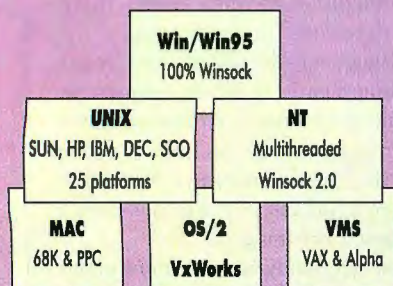 Win/Win95
100% Winsock
UNIX
SUN, HP, IBM, DEC, SCO
25 platforms
NT
Multithreaded
Winsock 2.0
MAC
68K & PPC
OS/2
VxWorks
VMS
VAX & Alpha